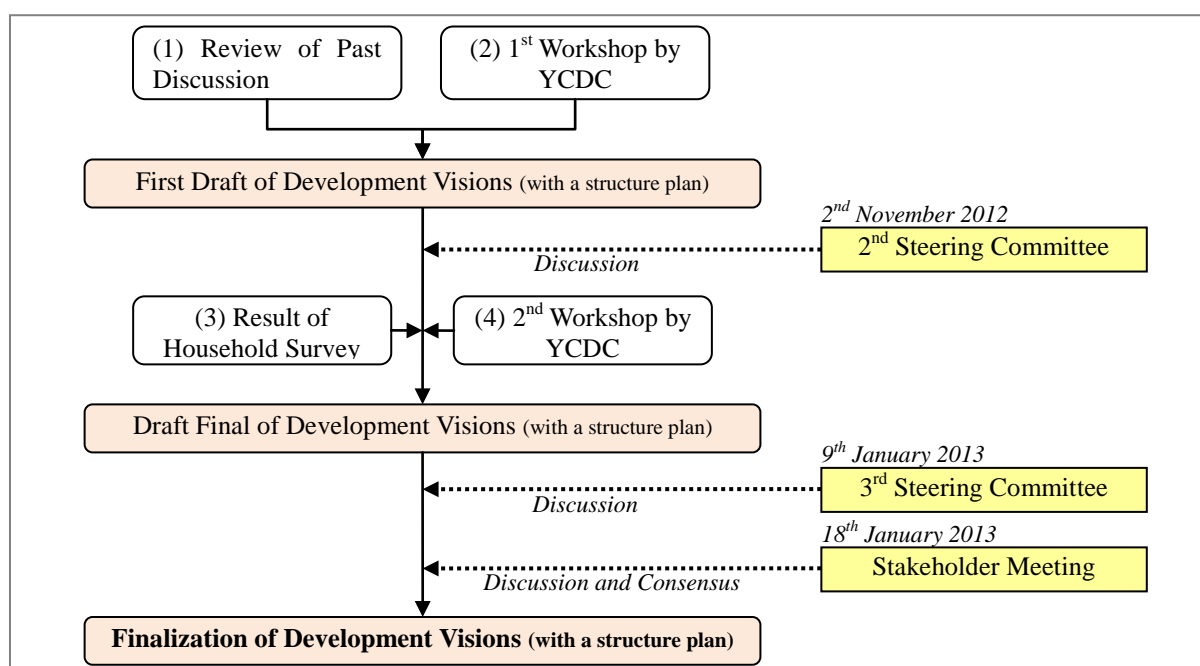 (1) Review of Past
Discussion
(2) 1st Workshop by
YCDC
First Draft of Development Visions (with a structure plan)
2nd November 2012
2nd Steering Committee
Discussion
(3) Result of
Household Survey
(4) 2nd Workshop by
YCDC
Draft Final of Development Visions (with a structure plan)
9th January 2013
3rd Steering Committee
Discussion
18th January 2013
Stakeholder Meeting
Discussion and Consensus
Finalization of Development Visions (with a structure plan)